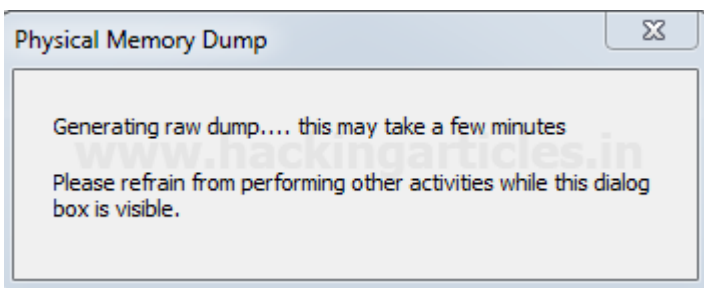 Physical Memory Dump
Generating raw dump.... this may take a few minutes
www.hackingarticles.in
Please refrain from performing other activities while this dialog
box is visible.